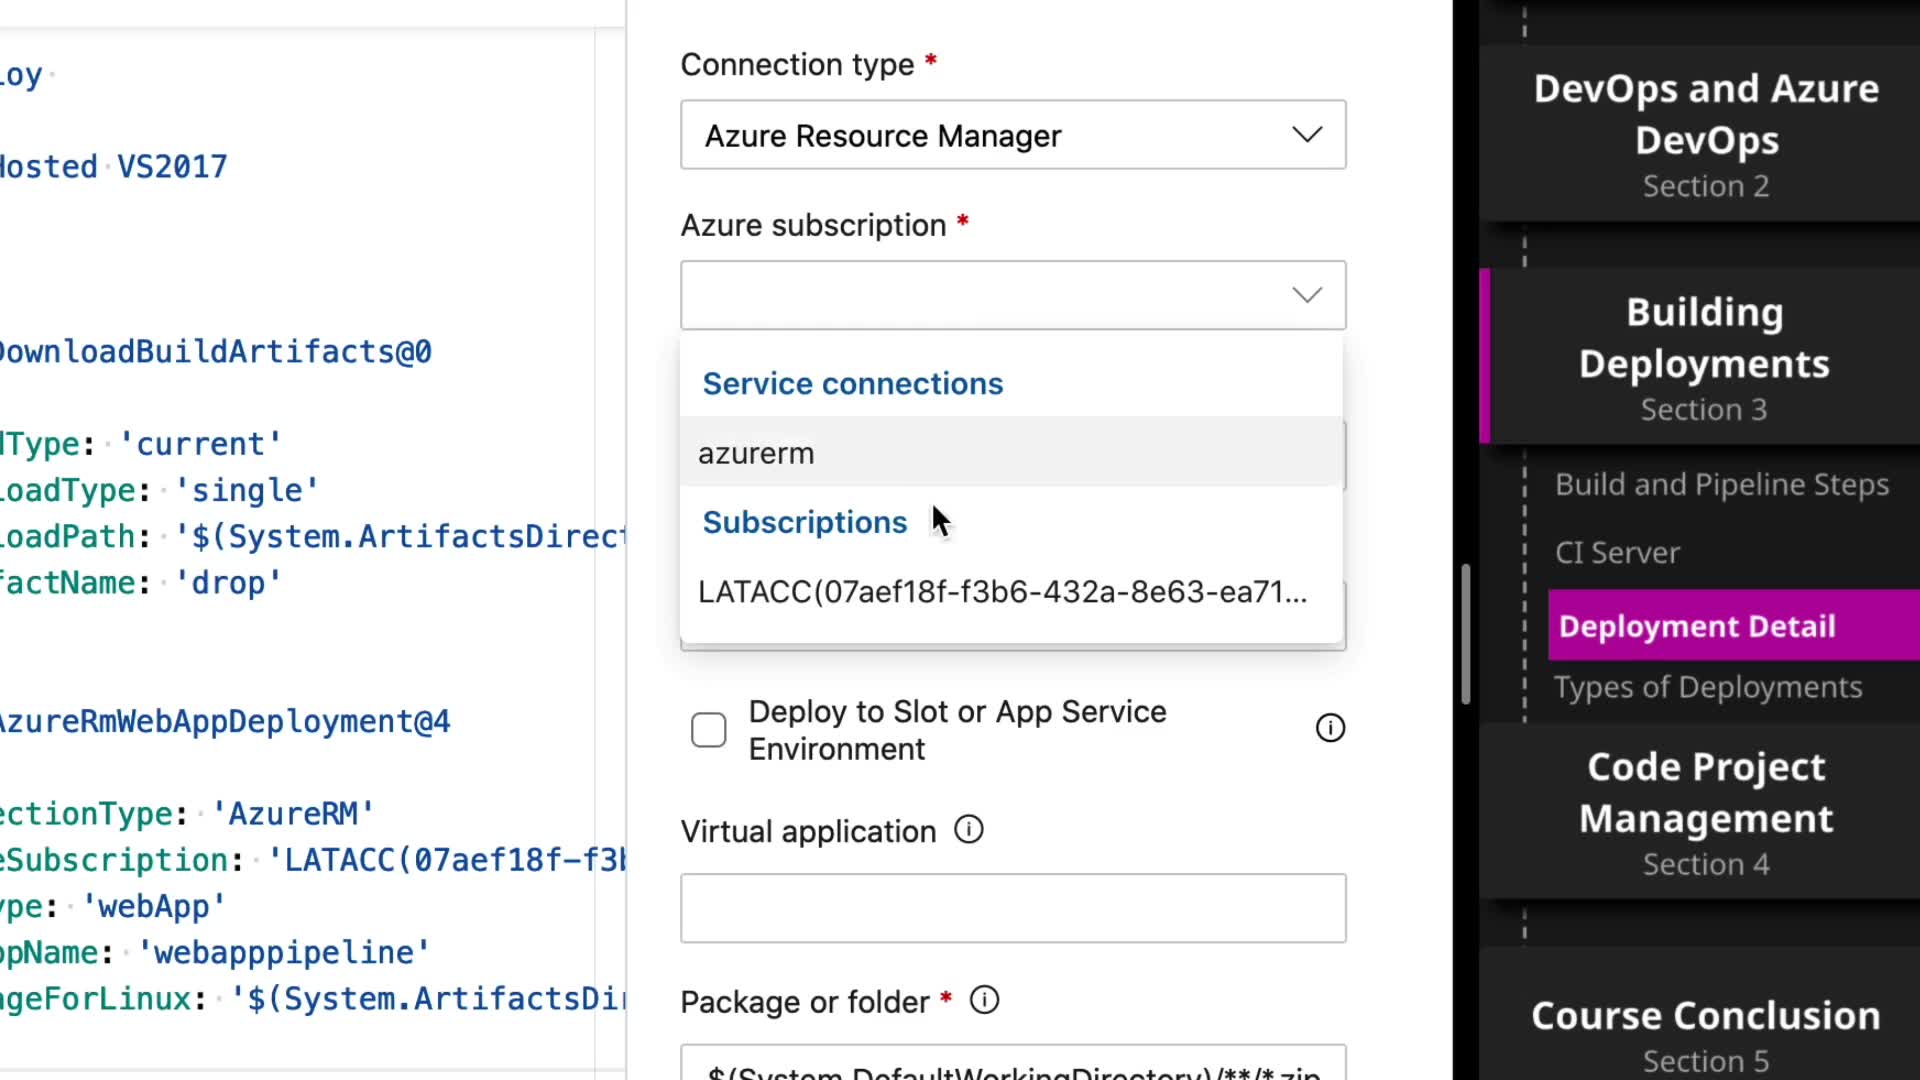 loy
Hosted VS2017
DownloadBuildArtifacts@0
dType: 'current'
loadType: 'single'
loadPath: '$(System.ArtifactsDirect
factName: 'drop'
AzureRmWebAppDeployment@4
ectionType: 'AzureRM'
eSubscription: 'LATACC(07aef18f-f3b
ype: 'webApp'
ppName: 'webapppipeline'
ageForLinux: '$(System.ArtifactsDir
Connection type *
Azure Resource Manager
Azure subscription *
Service connections
azurerm
Subscriptions
LATACC(07aef18f-f3b6-432a-8e63-ea71...
Deploy to Slot or App Service
Environment
Virtual application
Package or folder *
$(System.DefaultWorkingDirectory)/**/*.zip
DevOps and Azure
DevOps
Section 2
Building
Deployments
Section 3
Build and Pipeline Steps
CI Server
Deployment Detail
Types of Deployments
Code Project
Management
Section 4
Course Conclusion
Section 5